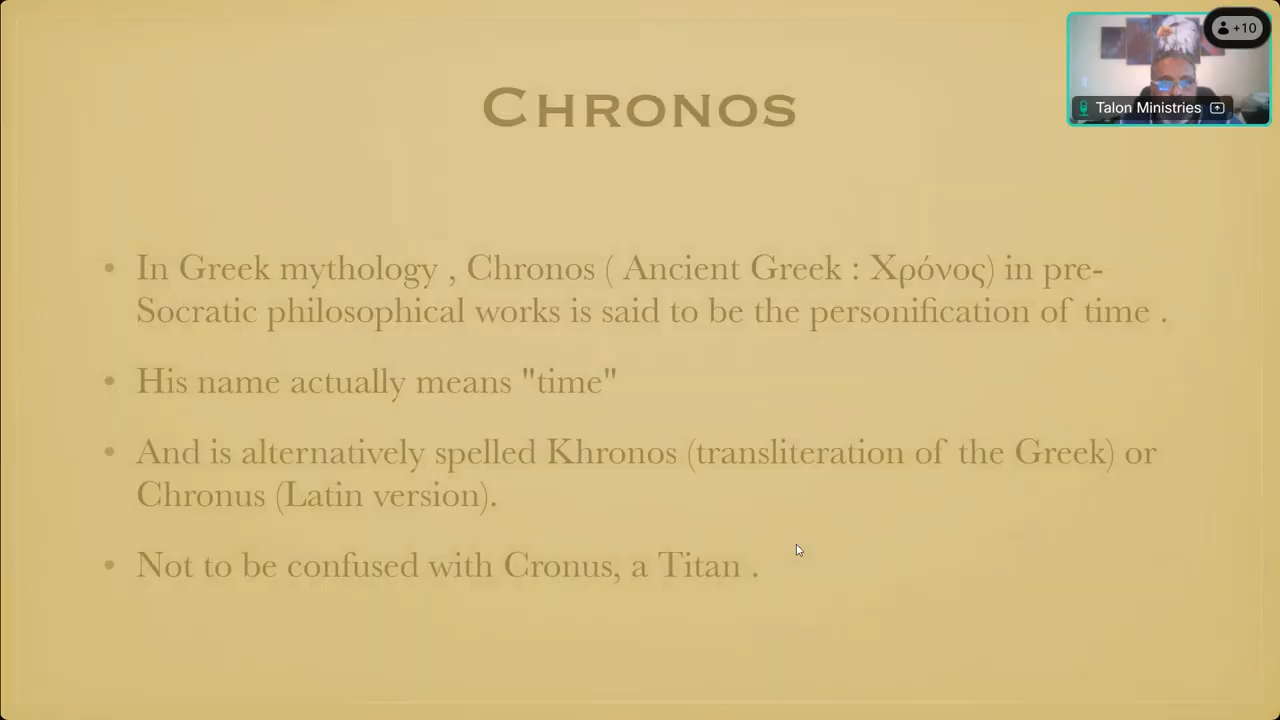 +10
Talon Ministries
CHRONOS
• In Greek mythology , Chronos ( Ancient Greek : Χρόνος) in pre-
Socratic philosophical works is said to be the personification of time .
• His name actually means "time"
• And is alternatively spelled Khronos (transliteration of the Greek) or
Chronus (Latin version).
• Not to be confused with Cronus, a Titan .